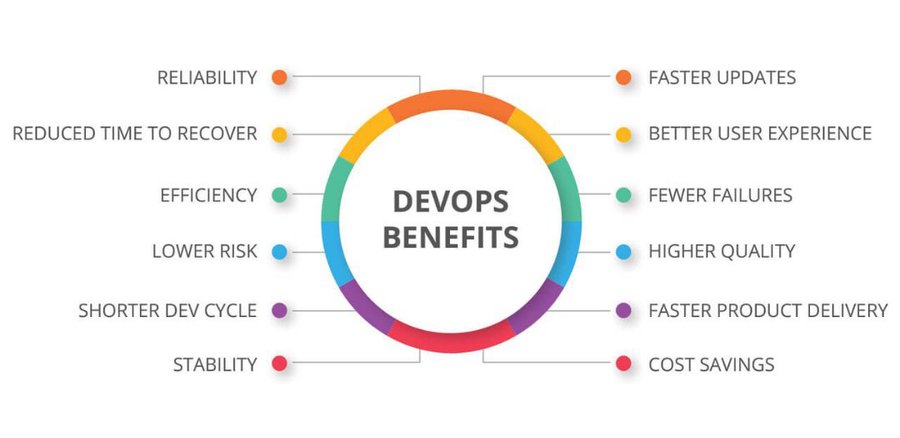 RELIABILITY
REDUCED TIME TO RECOVER
EFFICIENCY
LOWER RISK
SHORTER DEV CYCLE
STABILITY
DEVOPS
BENEFITS
FASTER UPDATES
BETTER USER EXPERIENCE
FEWER FAILURES
HIGHER QUALITY
FASTER PRODUCT DELIVERY
COST SAVINGS